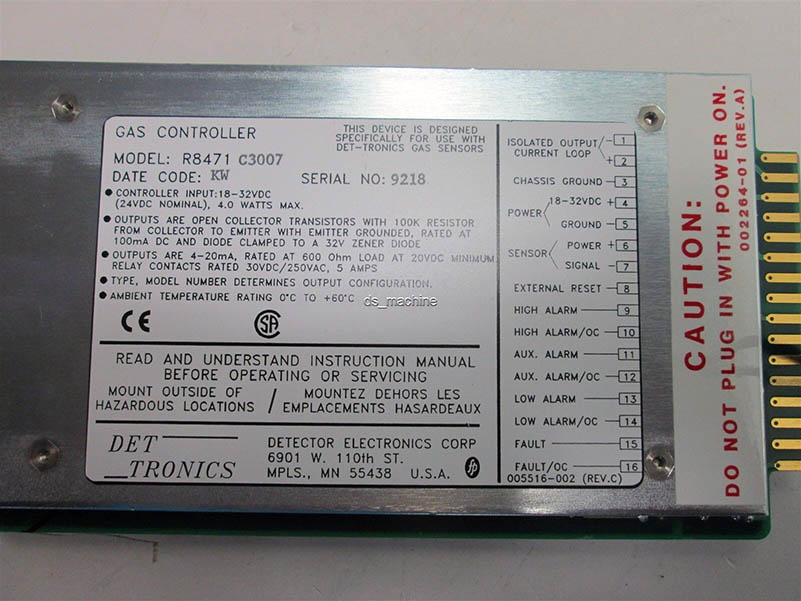 GAS CONTROLLER
THIS DEVICE IS DESIGNED
SPECIFICALLY FOR USE WITH
DET-TRONICS GAS SENSORS
MODEL: R8471 C3007
DATE CODE: KW
SERIAL NO: 9218
• CONTROLLER INPUT: 18-32VDC
(24VDC NOMINAL), 4.0 WATTS MAX.
• OUTPUTS ARE OPEN COLLECTOR TRANSISTORS WITH 100K RESISTOR
FROM COLLECTOR TO EMITTER WITH EMITTER GROUNDED, RATED AT
100mA DC AND DIODE CLAMPED TO A 32V ZENER DIODE
• OUTPUTS ARE 4-20mA, RATED AT 600 Ohm LOAD AT 20VDC MINIMUM
RELAY CONTACTS RATED 30VDC/250VAC, 5 AMPS
• TYPE, MODEL NUMBER DETERMINES OUTPUT CONFIGURATION.
• AMBIENT TEMPERATURE RATING 0°C TO +60°C
ds_machine
CE
SA
READ AND UNDERSTAND INSTRUCTION MANUAL
BEFORE OPERATING OR SERVICING
MOUNT OUTSIDE OF / MONTEZ DEHORS LES
HAZARDOUS LOCATIONS / EMPLACEMENTS HASARDEAUX
DET
TRONICS
DETECTOR ELECTRONICS CORP
6901 W. 110th ST.
MPLS., MN 55438 U.S.A.
ISOLATED OUTPUT/ - 1
CURRENT LOOP + 2
CHASSIS GROUND 3
18-32VDC + 4
POWER
GROUND - 5
POWER + 6
SENSOR
SIGNAL - 7
EXTERNAL RESET 8
HIGH ALARM 9
HIGH ALARM/OC 10
AUX. ALARM 11
AUX. ALARM/OC 12
LOW ALARM 13
LOW ALARM/OC 14
FAULT 15
FAULT/OC 16
005516-002 (REV.C)
CAUTION:
DO NOT PLUG IN WITH POWER ON.
002264-01 (REV.A)